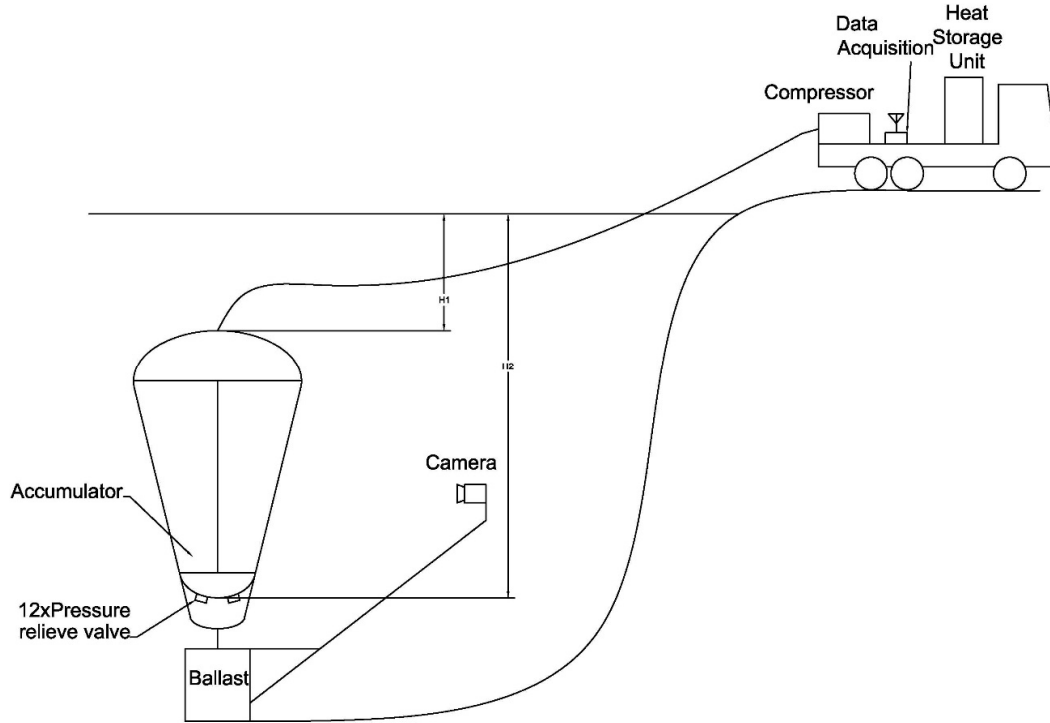 Data
Acquisition
Heat
Storage
Unit
Compressor
H1
H2
Camera
Accumulator
12xPressure
relieve valve
Ballast